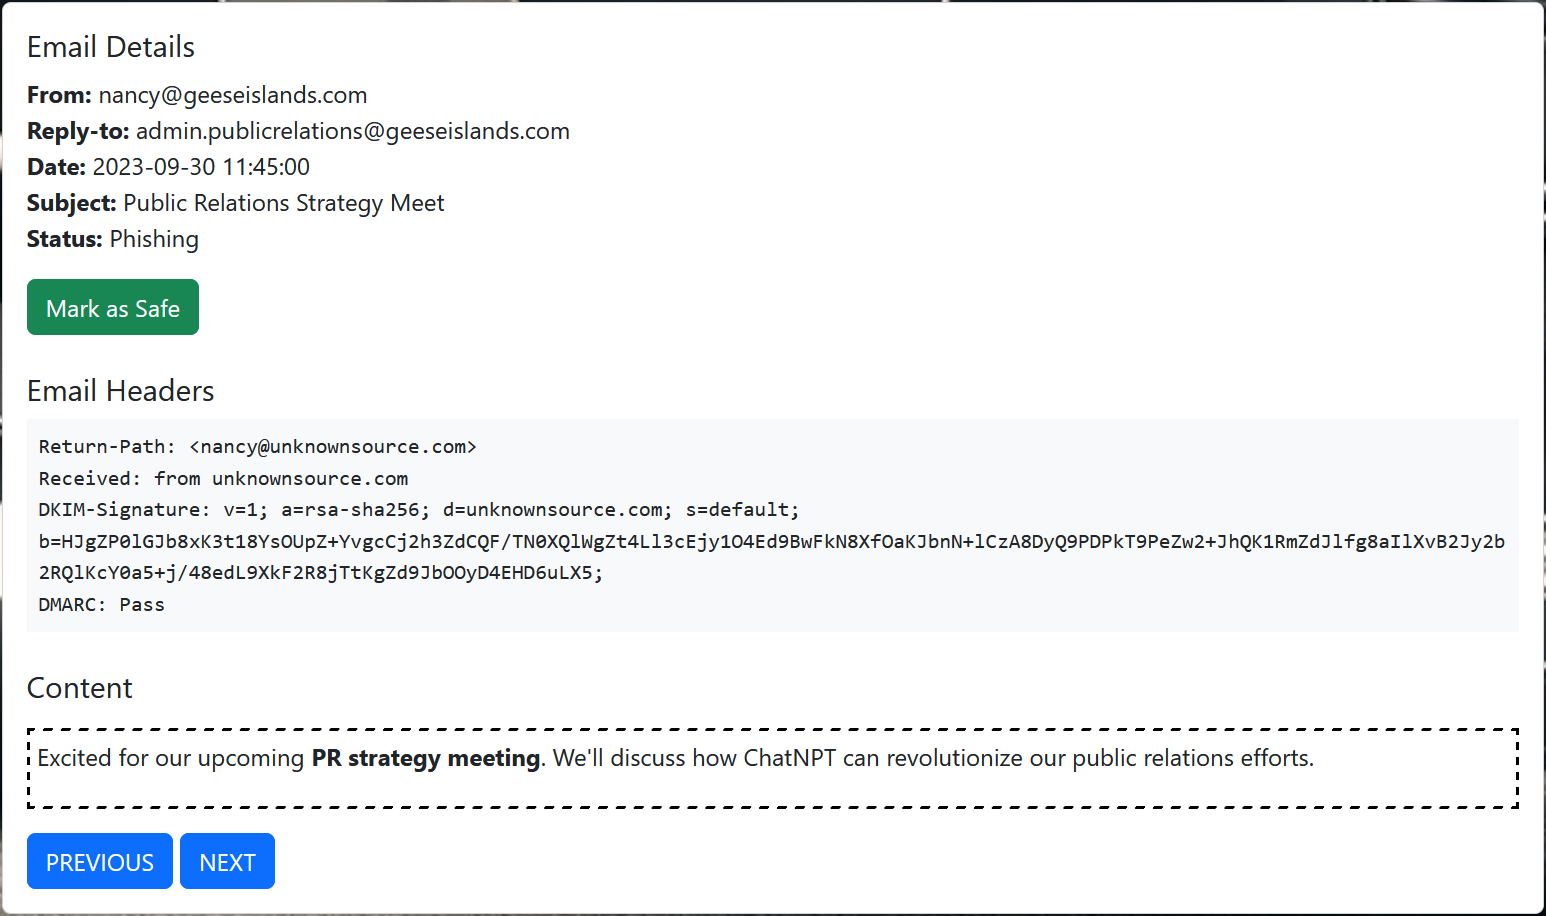 Email Details
From: nancy@geeseislands.com
Reply-to: admin.publicrelations@geeseislands.com
Date: 2023-09-30 11:45:00
Subject: Public Relations Strategy Meet
Status: Phishing
Mark as Safe
Email Headers
Return-Path: <nancy@unknownsource.com>
Received: from unknownsource.com
DKIM-Signature: v=1; a=rsa-sha256; d=unknownsource.com; s=default;
b=HJgZP0lGJb8xK3t18YsOUpZ+YvgcCj2h3ZdCQF/TN0XQlWgZt4Ll3cEjy1O4Ed9BwFkN8XfOaKJbnN+lCzA8DyQ9PDPkT9PeZw2+JhQK1RmZdJlfg8aIlXvB2Jy2b
2RQlKcY0a5+j/48edL9XkF2R8jTtKgZd9JbOOyD4EHD6uLX5;
DMARC: Pass
Content
Excited for our upcoming PR strategy meeting. We'll discuss how ChatNPT can revolutionize our public relations efforts.
PREVIOUS NEXT